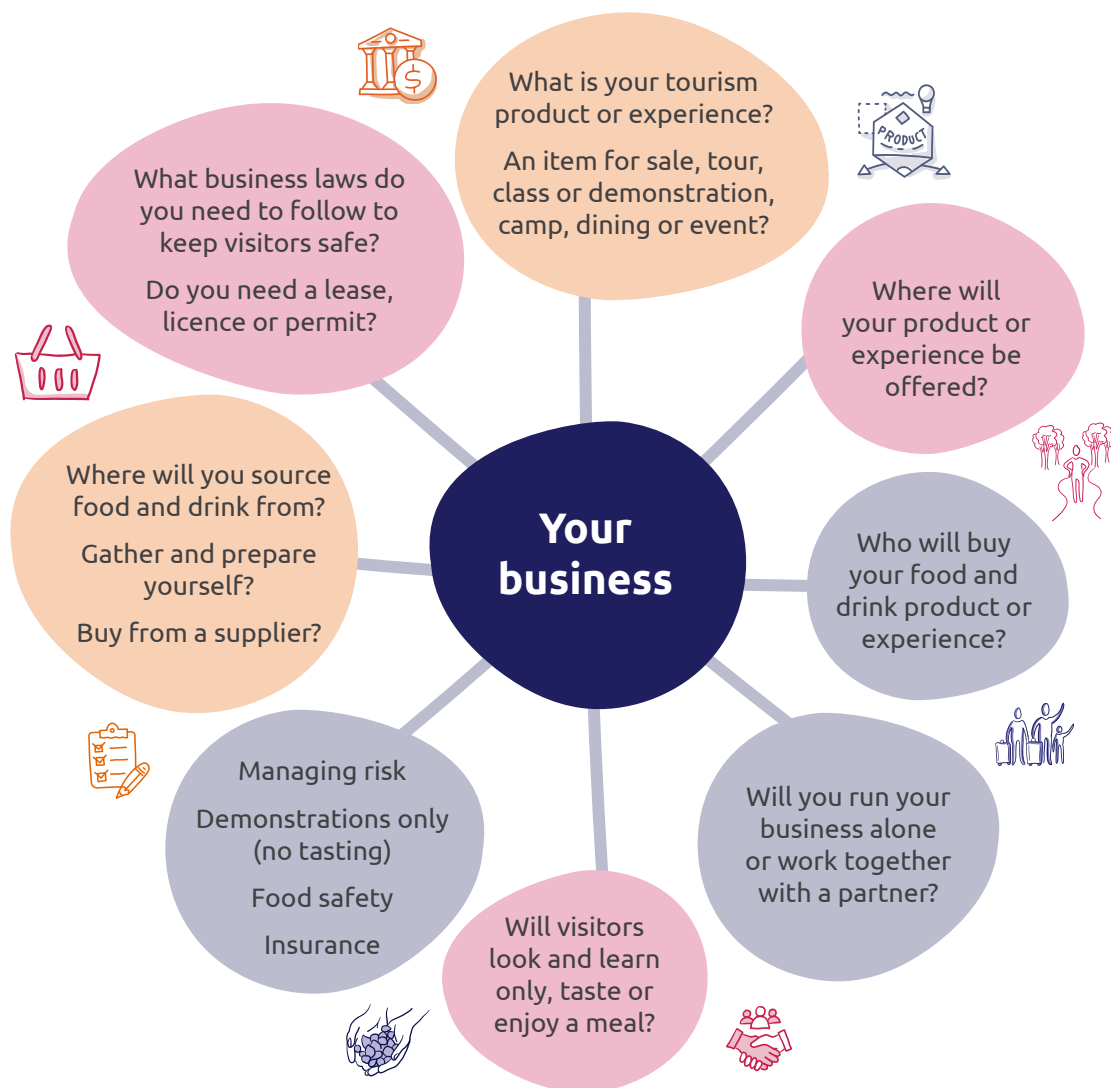 What is your tourism
product or experience?
An item for sale, tour,
class or demonstration,
camp, dining or event?
PRODUCT
What business laws do
you need to follow to
keep visitors safe?
Do you need a lease,
licence or permit?
Where will
your product or
experience be
offered?
Where will you source
food and drink from?
Gather and prepare
yourself?
Buy from a supplier?
Your
business
Who will buy
your food and
drink product or
experience?
Managing risk
Demonstrations only
(no tasting)
Food safety
Insurance
Will you run your
business alone
or work together
with a partner?
Will visitors
look and learn
only, taste or
enjoy a meal?